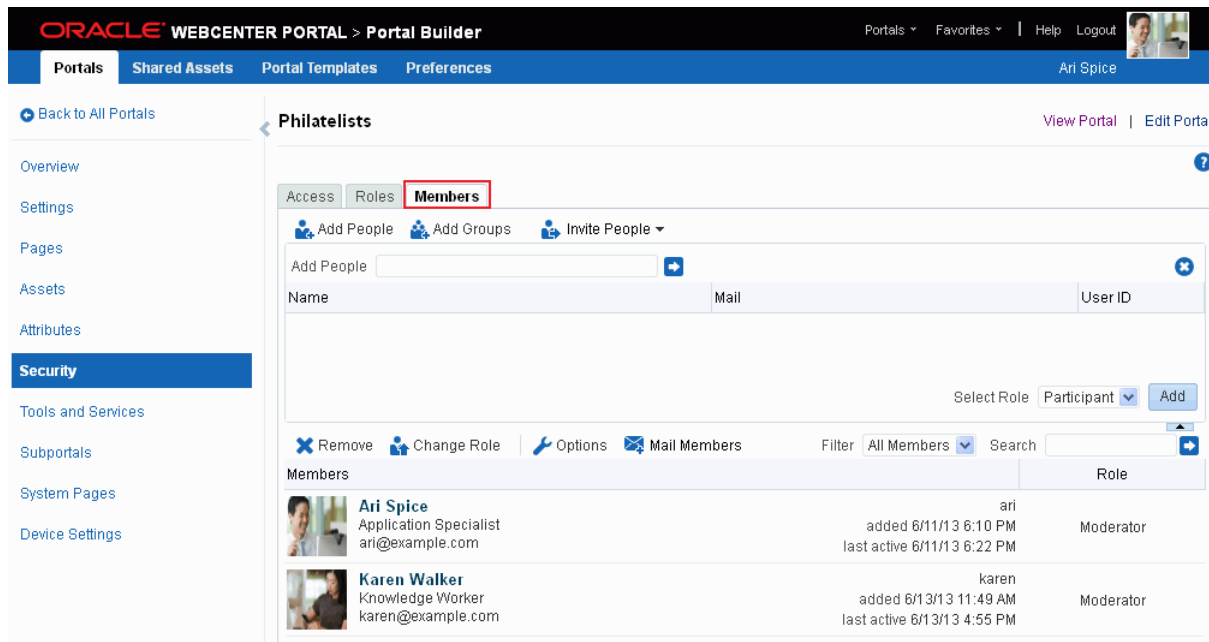 ORACLE WEBCENTER PORTAL > Portal Builder
Portals Favorites | Help Logout
Portals Shared Assets Portal Templates Preferences
Ari Spice
Back to All Portals
Overview
Settings
Pages
Assets
Attributes
Security
Tools and Services
Subportals
System Pages
Device Settings
Philatelists
View Portal | Edit Porta
?
Access Roles Members
Add People Add Groups Invite People
Add People
Name Mail User ID
Select Role Participant Add
Remove Change Role Options Mail Members Filter All Members Search
Members Role
Ari Spice ari
Application Specialist added 6/11/13 6:10 PM Moderator
ari@example.com last active 6/11/13 6:22 PM
Karen Walker karen
Knowledge Worker added 6/13/13 11:49 AM Moderator
karen@example.com last active 6/13/13 4:55 PM